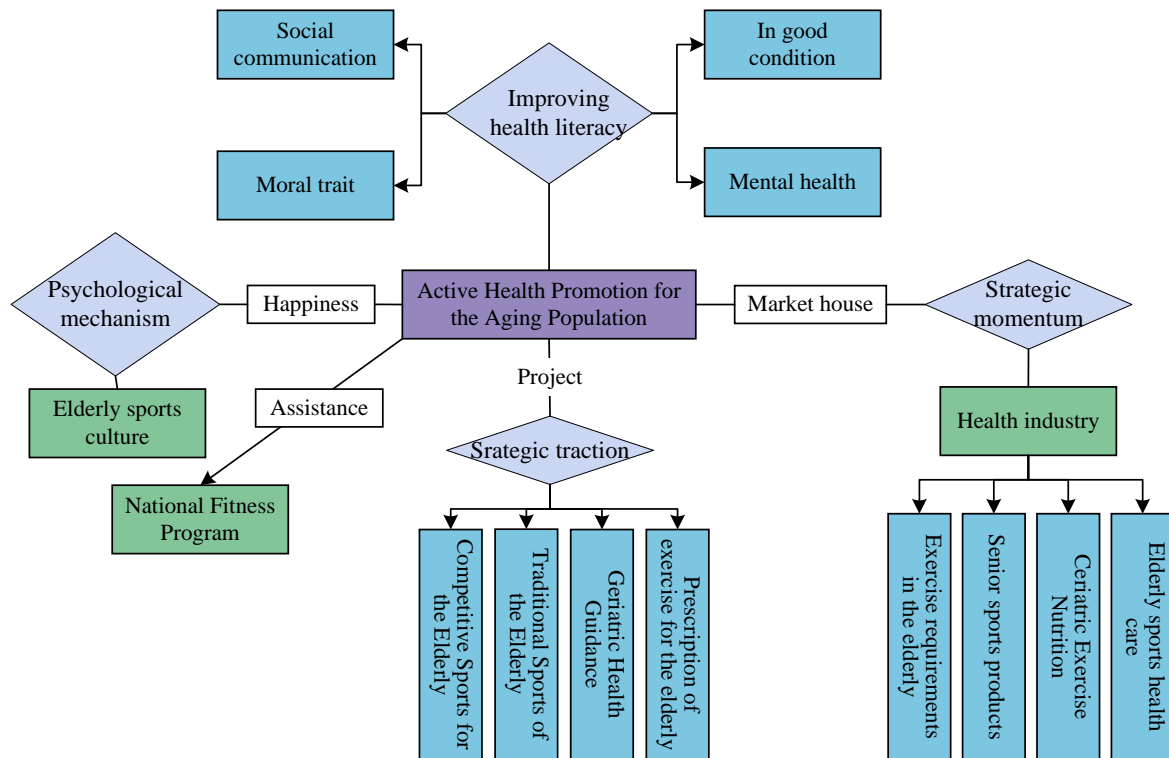 Social
communication
In good
condition
Improving
health literacy
Moral trait
Mental health
Psychological
mechanism
Happiness
Active Health Promotion for
the Aging Population
Market house
Strategic
momentum
Project
Elderly sports
culture
Assistance
Srategic traction
Health industry
National Fitness
Program
Competitive Sports for
the Elderly
Traditional Sports of
the Elderly
Geriatric Health
Guidance
Prescription of
exercise for the elderly
Exercise requirements
in the elderly
Senior sports products
Ceriatric Exercise
Nutrition
Elderly sports health
care